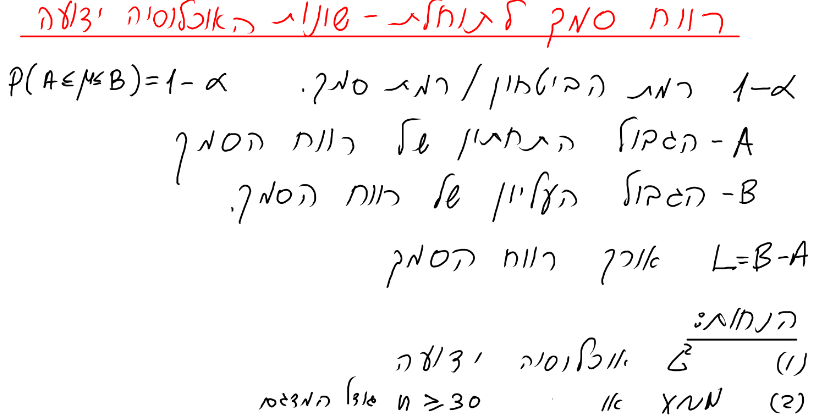 רווח סמך לתוחלת - שונות האוכלוסיה ידועה
1-α רמת הביטחון / רמת סמך. P(A≤μ≤B)=1-α
A - הגבול התחתון של רווח הסמך
B - הגבול העליון של רווח הסמך.
L=B-A אורך רווח הסמך
הנחות:
(1) σ² אוכלוסיה ידועה
(2) X~N או n≥30 גודל המדגם